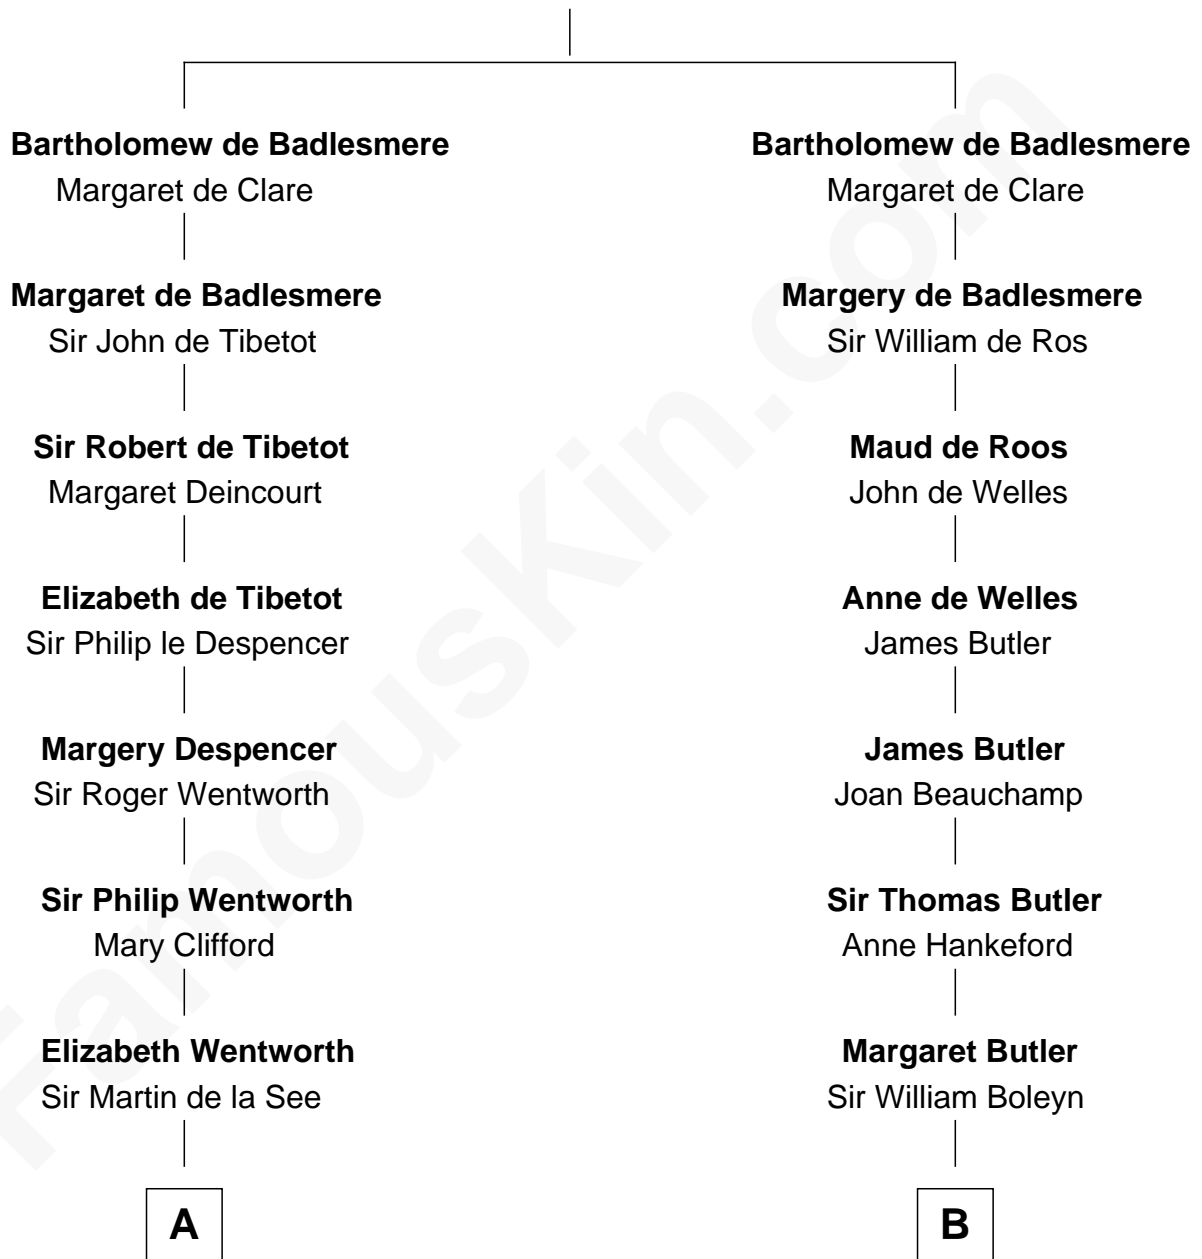 Bartholomew de Badlesmere
Margaret de Clare
Margaret de Badlesmere
Sir John de Tibetot
Sir Robert de Tibetot
Margaret Deincourt
Elizabeth de Tibetot
Sir Philip le Despencer
Margery Despencer
Sir Roger Wentworth
Sir Philip Wentworth
Mary Clifford
Elizabeth Wentworth
Sir Martin de la See
A
Bartholomew de Badlesmere
Margaret de Clare
Margery de Badlesmere
Sir William de Ros
Maud de Roos
John de Welles
Anne de Welles
James Butler
James Butler
Joan Beauchamp
Sir Thomas Butler
Anne Hankeford
Margaret Butler
Sir William Boleyn
B
FamousKin.com